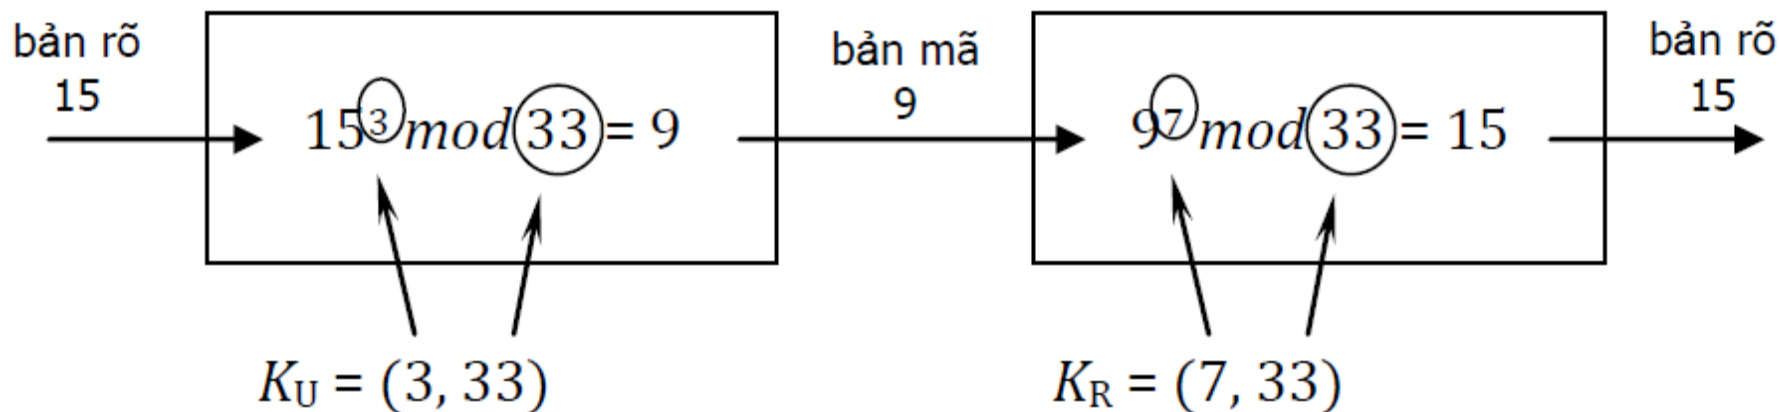 bản rõ
15
15³ mod 33 = 9
K_U = (3, 33)
bản mã
9
9⁷ mod 33 = 15
K_R = (7, 33)
bản rõ
15